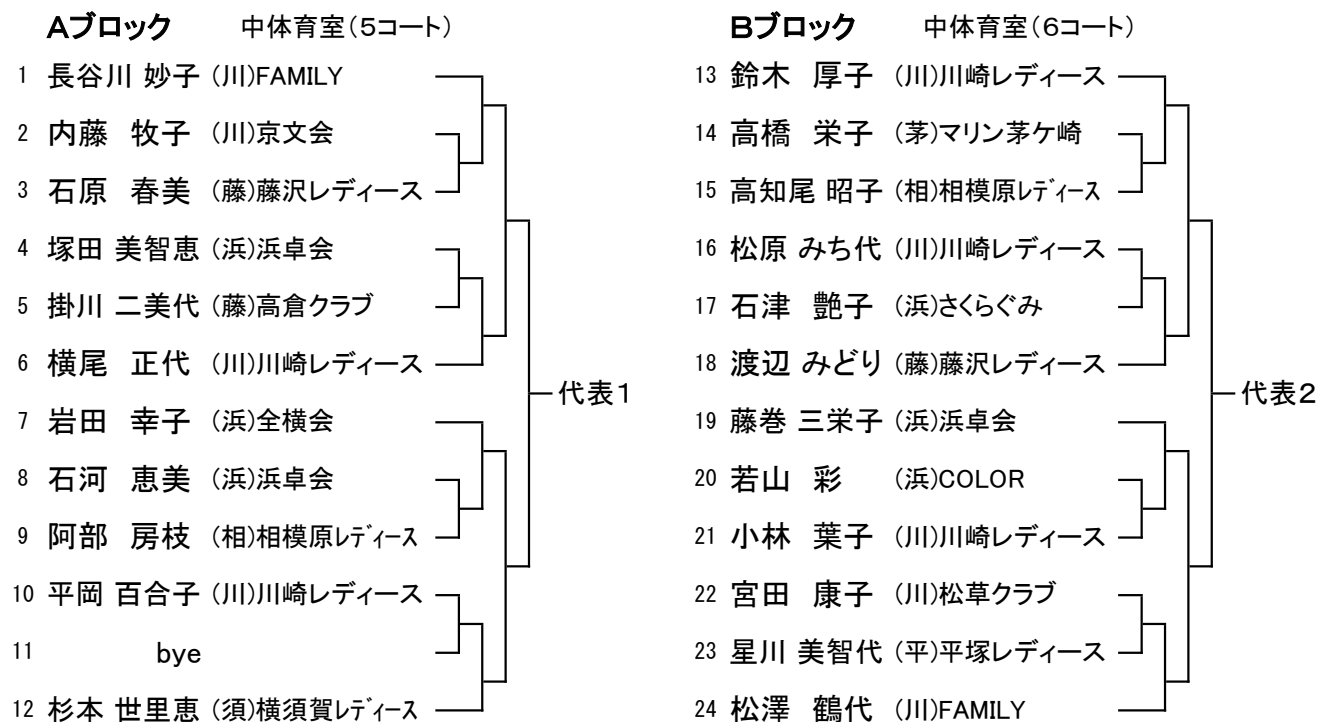 Aブロック 中体育室(5コート)
1 長谷川 妙子 (川)FAMILY
2 内藤 牧子 (川)京文会
3 石原 春美 (藤)藤沢レディース
4 塚田 美智恵 (浜)浜卓会
5 掛川 二美代 (藤)高倉クラブ
6 横尾 正代 (川)川崎レディース
7 岩田 幸子 (浜)全横会
8 石河 恵美 (浜)浜卓会
9 阿部 房枝 (相)相模原レディース
10 平岡 百合子 (川)川崎レディース
11 bye
12 杉本 世里恵 (須)横須賀レディース
代表1
Bブロック 中体育室(6コート)
13 鈴木 厚子 (川)川崎レディース
14 高橋 栄子 (茅)マリン茅ケ崎
15 高知尾 昭子 (相)相模原レディース
16 松原 みち代 (川)川崎レディース
17 石津 艶子 (浜)さくらぐみ
18 渡辺 みどり (藤)藤沢レディース
19 藤巻 三栄子 (浜)浜卓会
20 若山 彩 (浜)COLOR
21 小林 葉子 (川)川崎レディース
22 宮田 康子 (川)松草クラブ
23 星川 美智代 (平)平塚レディース
24 松澤 鶴代 (川)FAMILY
代表2